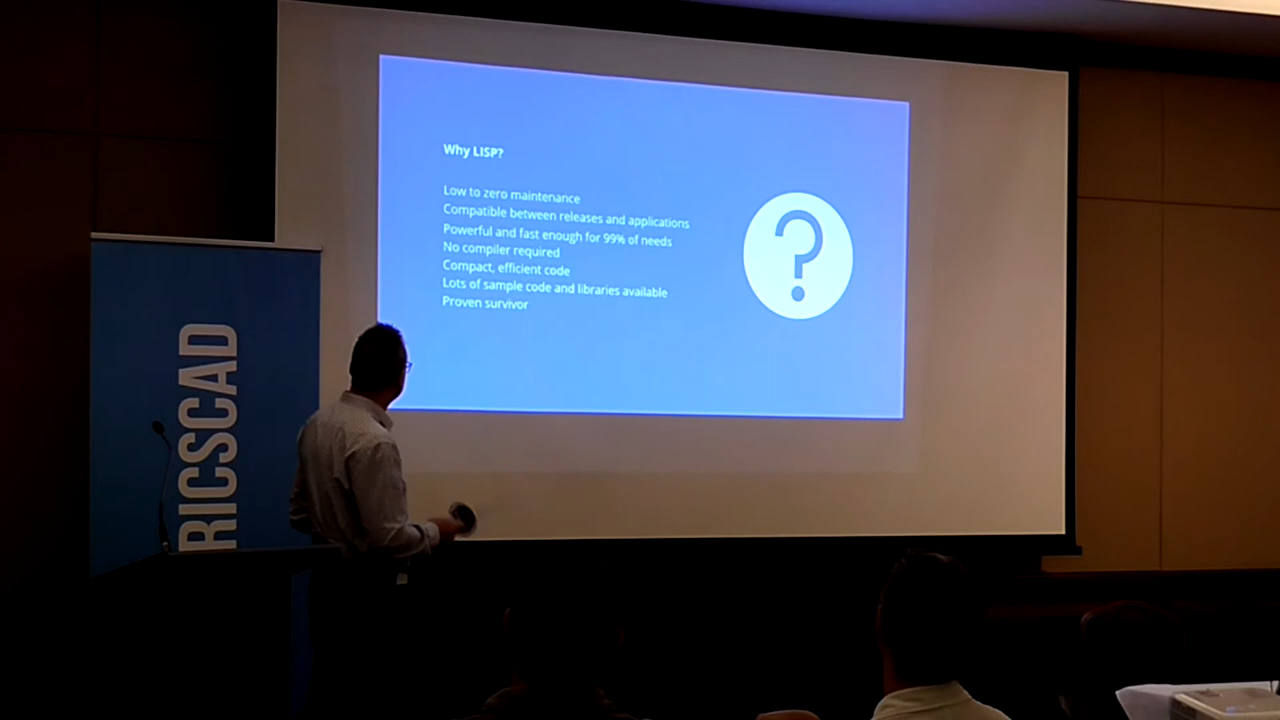 Why LISP?
Low to zero maintenance
Compatible between releases and applications
Powerful and fast enough for 99% of needs
No compiler required
Compact, efficient code
Lots of sample code and libraries available
Proven survivor
RICSCAD